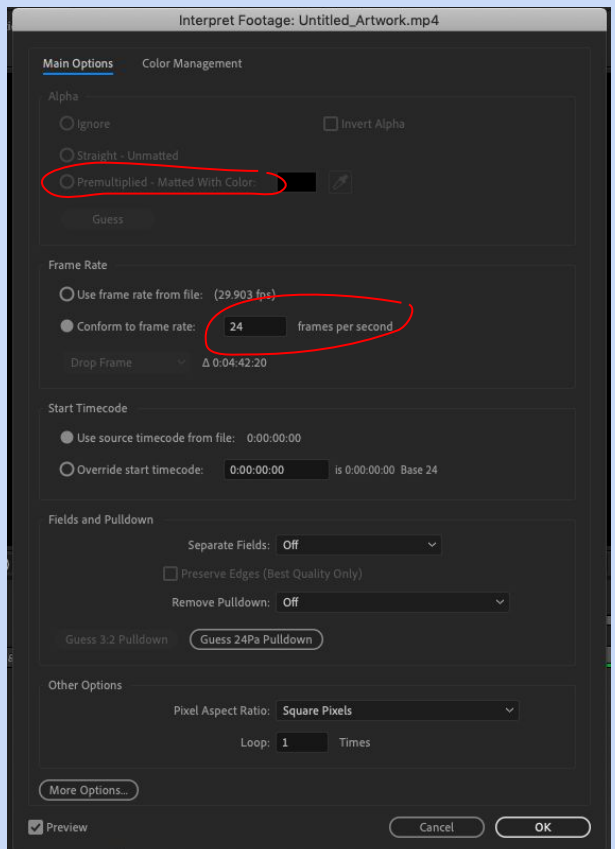 Interpret Footage: Untitled_Artwork.mp4
Main Options Color Management
Alpha
Ignore Invert Alpha
Straight - Unmatted
Premultiplied - Matted With Color:
Guess
Frame Rate
Use frame rate from file: (29.903 fps)
Conform to frame rate: 24 frames per second
Drop Frame Δ 0:04:42:20
Start Timecode
Use source timecode from file: 0:00:00:00
Override start timecode: 0:00:00:00 is 0:00:00:00 Base 24
Fields and Pulldown
Separate Fields: Off
Preserve Edges (Best Quality Only)
Remove Pulldown: Off
Guess 3:2 Pulldown Guess 24Pa Pulldown
Other Options
Pixel Aspect Ratio: Square Pixels
Loop: 1 Times
More Options...
Preview Cancel OK